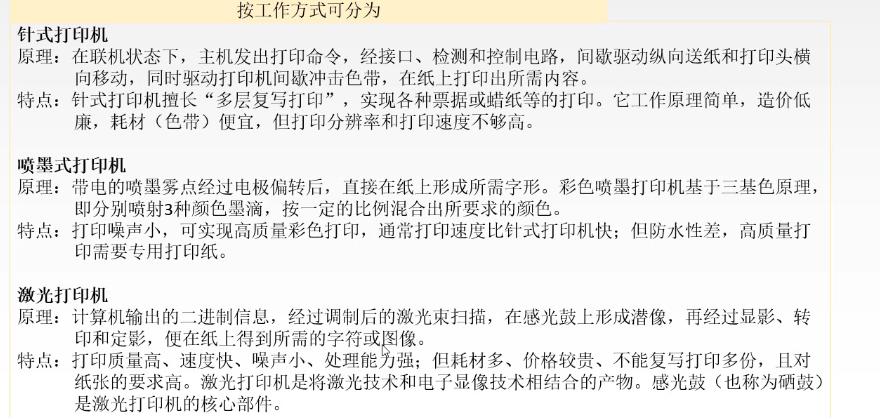 按工作方式可分为
针式打印机
原理：在联机状态下，主机发出打印命令，经接口、检测和控制电路，间歇驱动纵向送纸和打印头横
向移动，同时驱动打印机间歇冲击色带，在纸上打印出所需内容。
特点：针式打印机擅长“多层复写打印”，实现各种票据或蜡纸等的打印。它工作原理简单，造价低
廉，耗材（色带）便宜，但打印分辨率和打印速度不够高。
喷墨式打印机
原理：带电的喷墨雾点经过电极偏转后，直接在纸上形成所需字形。彩色喷墨打印机基于三基色原理，
即分别喷射3种颜色墨滴，按一定的比例混合出所要求的颜色。
特点：打印噪声小，可实现高质量彩色打印，通常打印速度比针式打印机快；但防水性差，高质量打
印需要专用打印纸。
激光打印机
原理：计算机输出的二进制信息，经过调制后的激光束扫描，在感光鼓上形成潜像，再经过显影、转
印和定影，便在纸上得到所需的字符或图像。
特点：打印质量高、速度快、噪声小、处理能力强；但耗材多、价格较贵、不能复写打印多份，且对
纸张的要求高。激光打印机是将激光技术和电子显像技术相结合的产物。感光鼓（也称为硒鼓）
是激光打印机的核心部件。